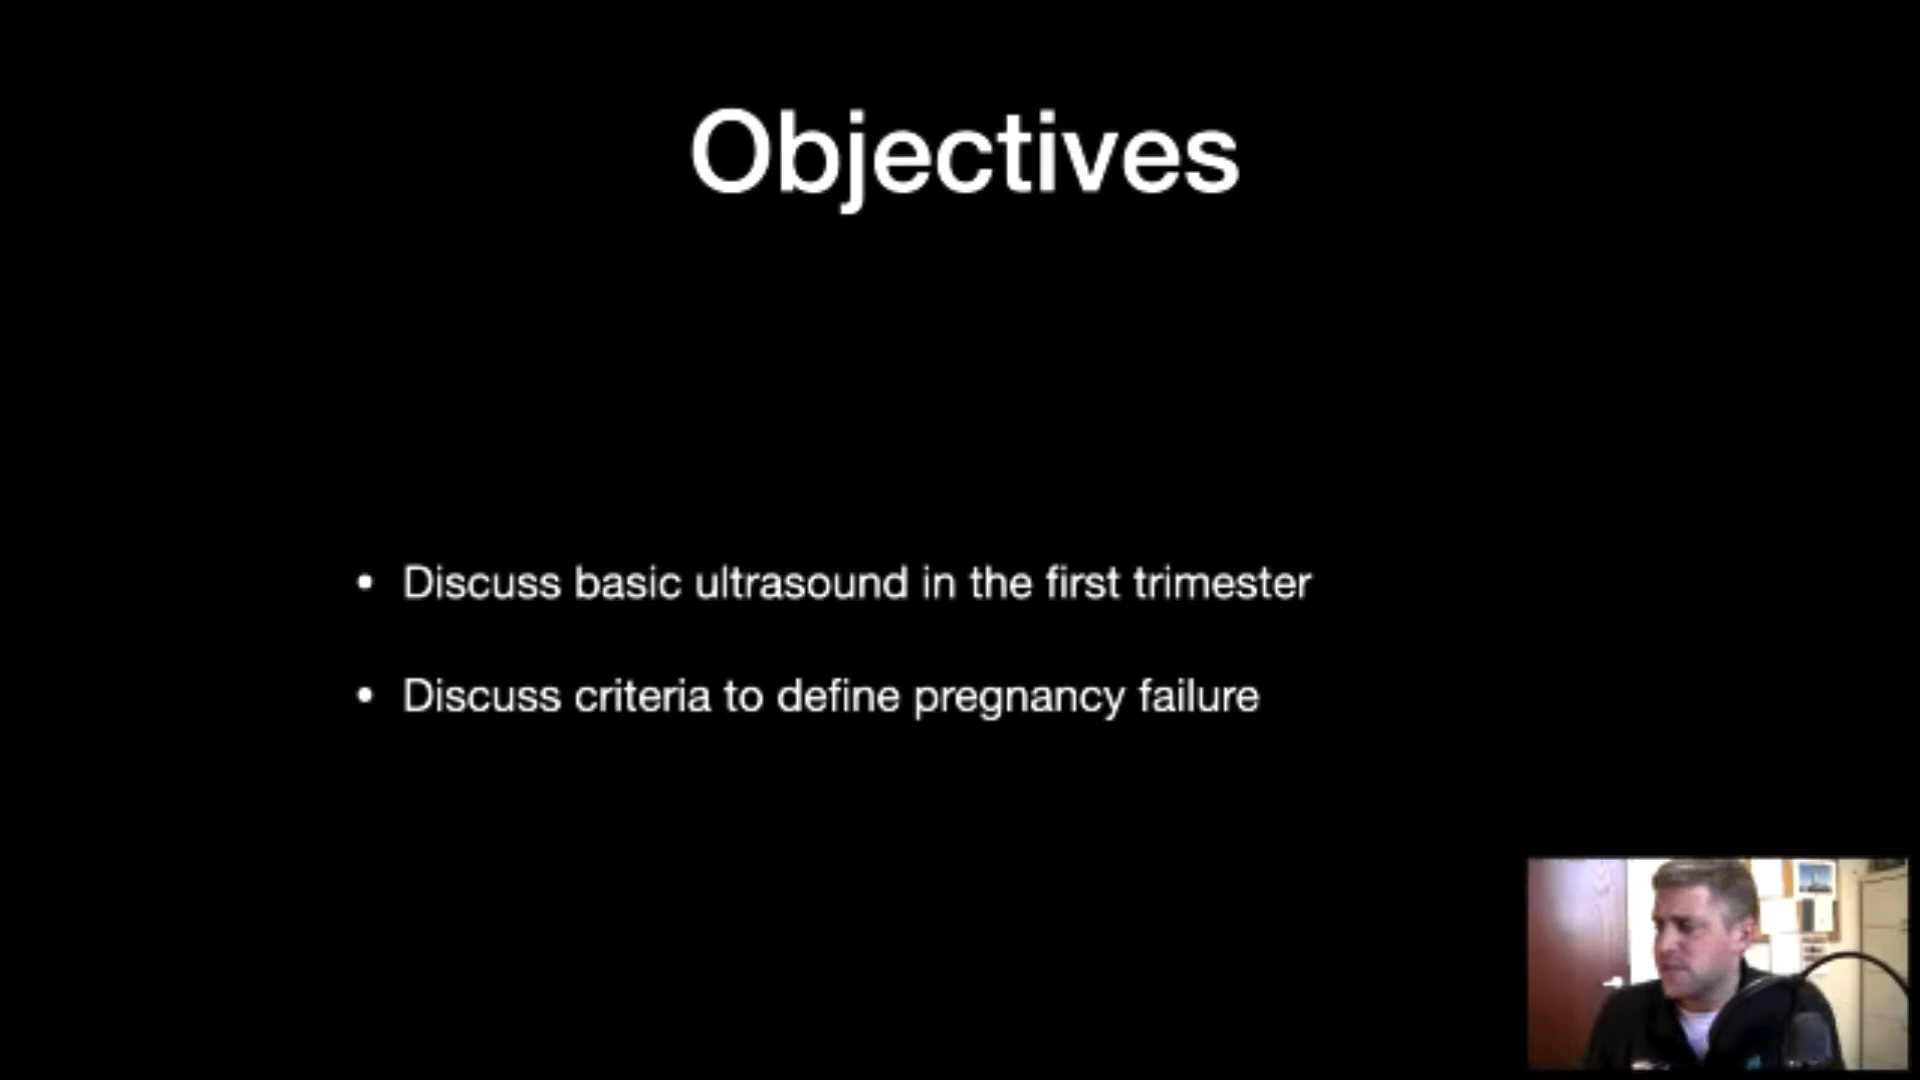 Objectives
• Discuss basic ultrasound in the first trimester
• Discuss criteria to define pregnancy failure